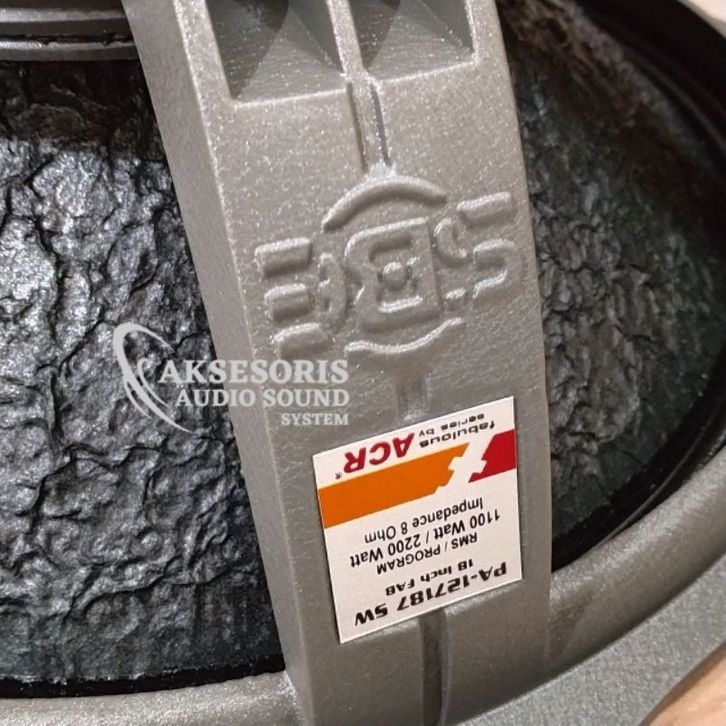 AKSESORIS
AUDIO SOUND
SYSTEM
PA-127187 SW
18 Inch FAB
RMS / PROGRAM
1100 Watt / 2200 Watt
Impedance 8 Ohm
ACR®
fabulous
series by